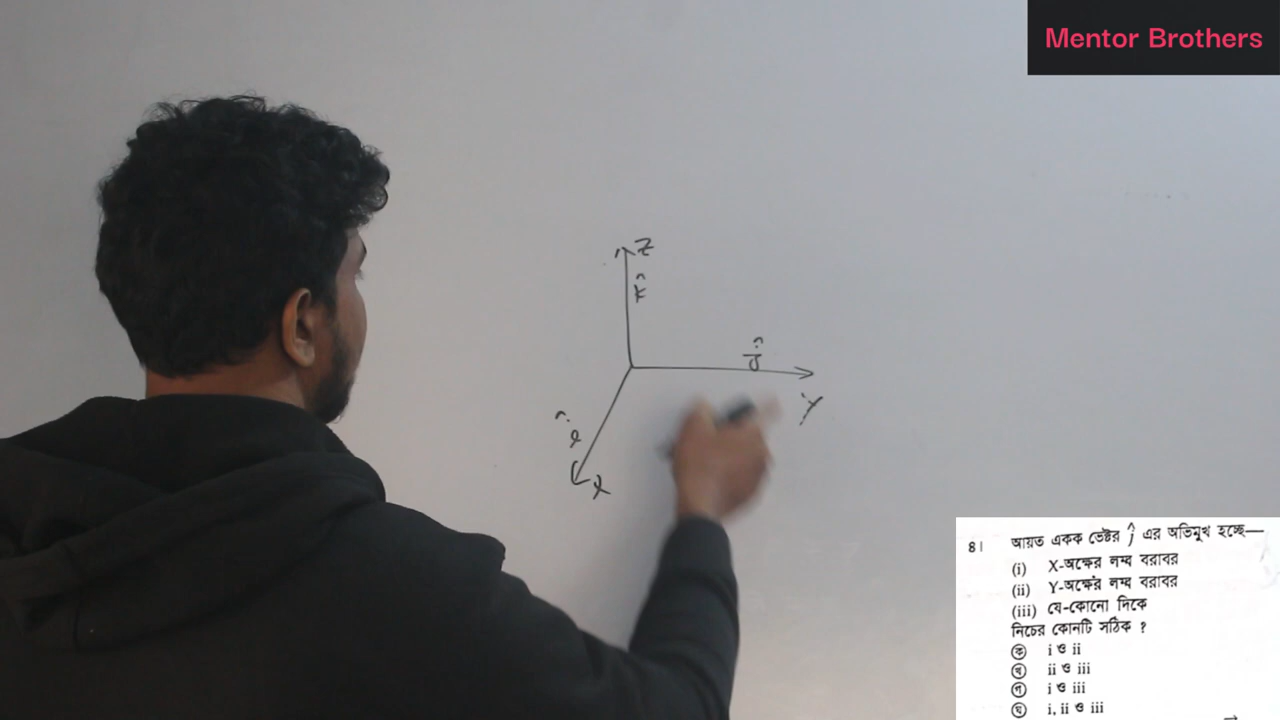 Mentor Brothers
Z
k̂
ĵ
Y
î
X
৪। আয়ত একক ভেক্টর ĵ এর অভিমুখ হচ্ছে—
(i) X-অক্ষের লম্ব বরাবর
(ii) Y-অক্ষের লম্ব বরাবর
(iii) যে-কোনো দিকে
নিচের কোনটি সঠিক ?
ক i ও ii
খ ii ও iii
গ i ও iii
ঘ i, ii ও iii